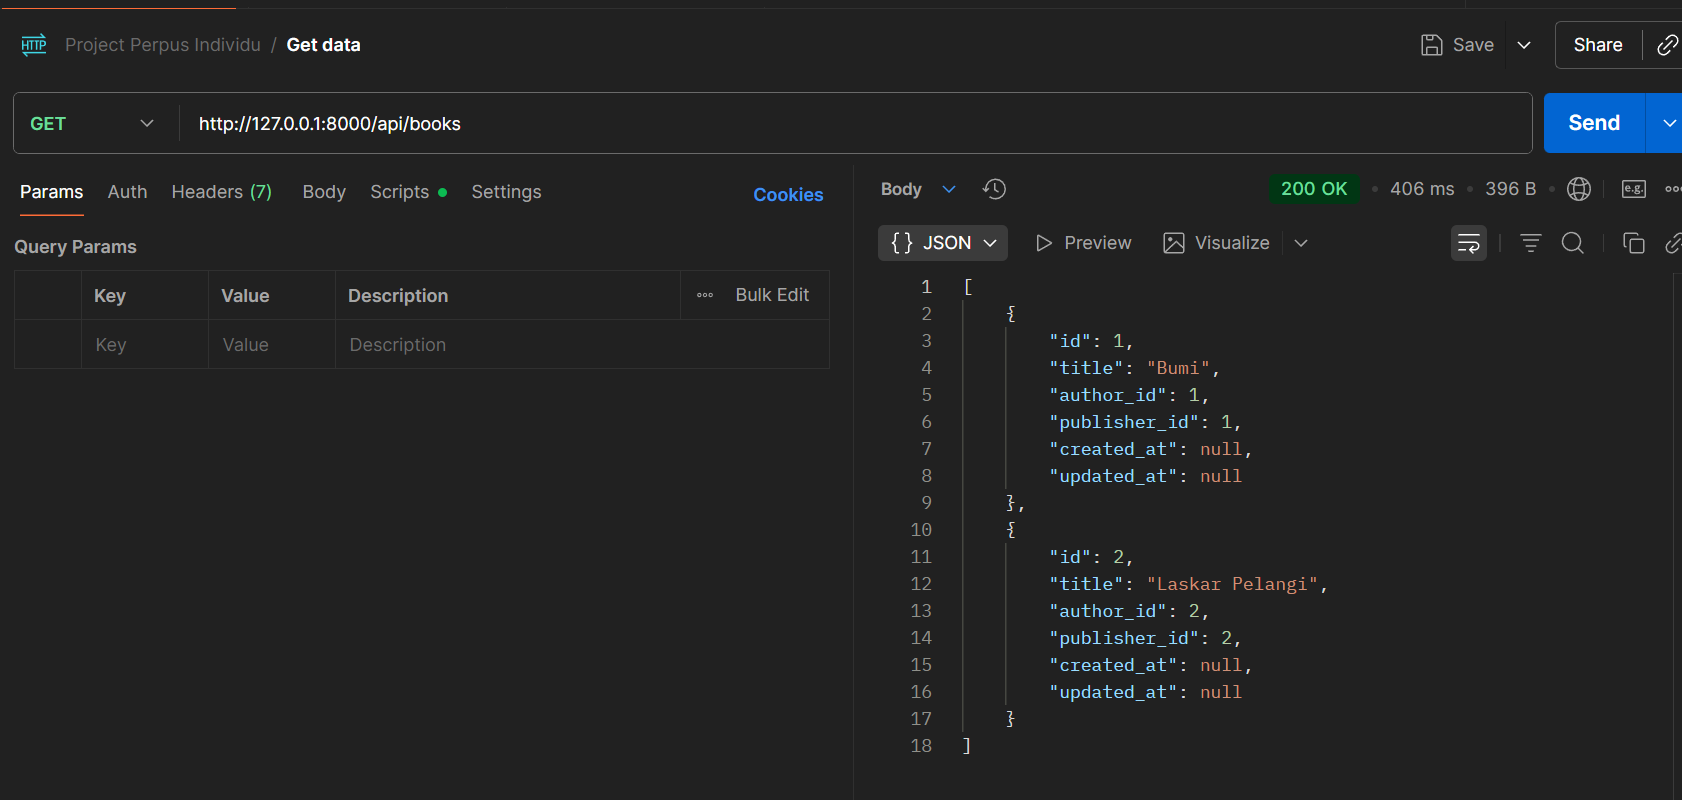 HTTP Project Perpus Individu / Get data Save Share
GET http://127.0.0.1:8000/api/books Send
Params Auth Headers (7) Body Scripts Settings Cookies
Query Params
Key Value Description Bulk Edit
Key Value Description
Body 200 OK 406 ms 396 B e.g.
{} JSON Preview Visualize
1 [
2 {
3 "id": 1,
4 "title": "Bumi",
5 "author_id": 1,
6 "publisher_id": 1,
7 "created_at": null,
8 "updated_at": null
9 },
10 {
11 "id": 2,
12 "title": "Laskar Pelangi",
13 "author_id": 2,
14 "publisher_id": 2,
15 "created_at": null,
16 "updated_at": null
17 }
18 ]